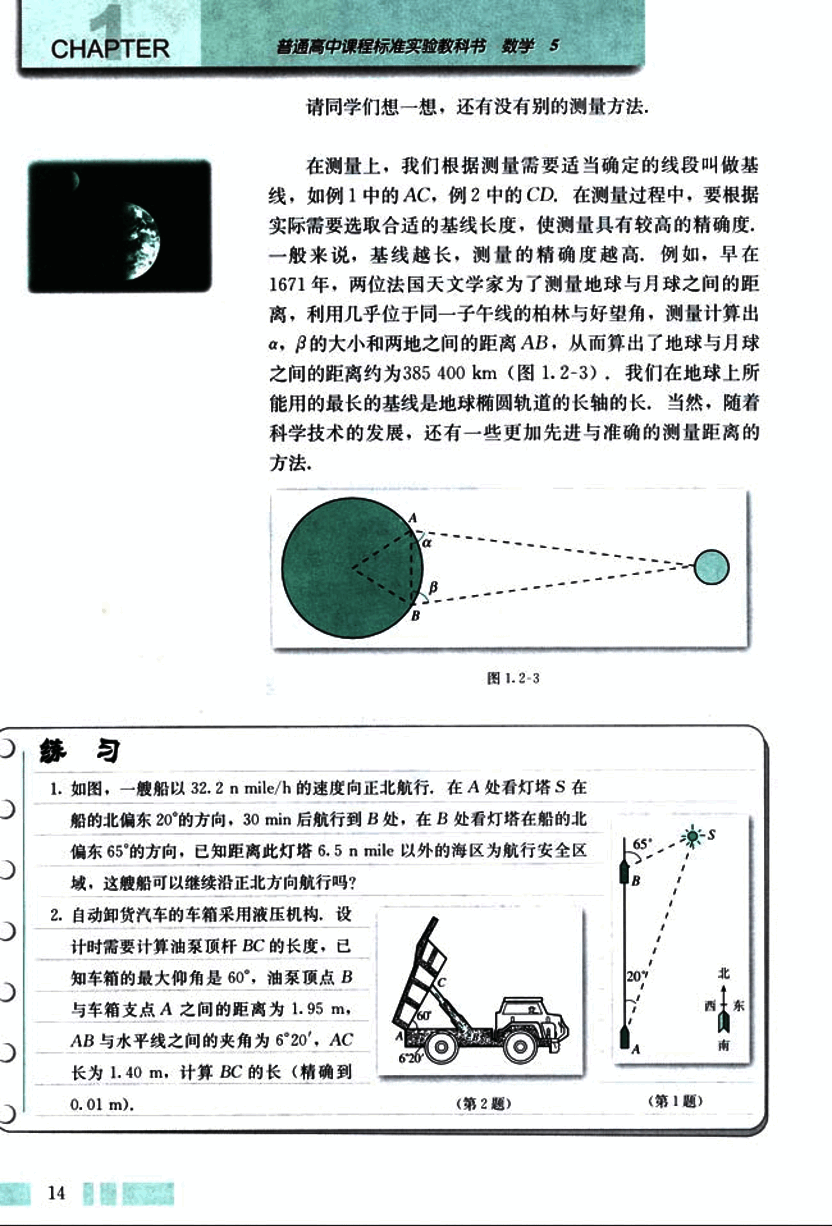 1
CHAPTER
普通高中课程标准实验教科书 数学 5
请同学们想一想，还有没有别的测量方法.
在测量上，我们根据测量需要适当确定的线段叫做基
线，如例1中的AC，例2中的CD. 在测量过程中，要根据
实际需要选取合适的基线长度，使测量具有较高的精确度.
一般来说，基线越长，测量的精确度越高. 例如，早在
1671年，两位法国天文学家为了测量地球与月球之间的距
离，利用几乎位于同一子午线的柏林与好望角，测量计算出
α，β的大小和两地之间的距离AB，从而算出了地球与月球
之间的距离约为385 400 km（图1.2-3）. 我们在地球上所
能用的最长的基线是地球椭圆轨道的长轴的长. 当然，随着
科学技术的发展，还有一些更加先进与准确的测量距离的
方法.
A
α
β
B
图 1.2-3
练 习
1. 如图，一艘船以 32.2 n mile/h 的速度向正北航行. 在 A 处看灯塔 S 在
船的北偏东 20°的方向，30 min 后航行到 B 处，在 B 处看灯塔在船的北
偏东 65°的方向，已知距离此灯塔 6.5 n mile 以外的海区为航行安全区
域，这艘船可以继续沿正北方向航行吗?
2. 自动卸货汽车的车箱采用液压机构. 设
计时需要计算油泵顶杆 BC 的长度，已
知车箱的最大仰角是 60°，油泵顶点 B
与车箱支点 A 之间的距离为 1.95 m，
AB 与水平线之间的夹角为 6°20′，AC
长为 1.40 m，计算 BC 的长（精确到
0.01 m）.
C
60°
A
6°20′
（第 2 题）
65°
S
B
20°
A
北
西 东
南
（第 1 题）
14